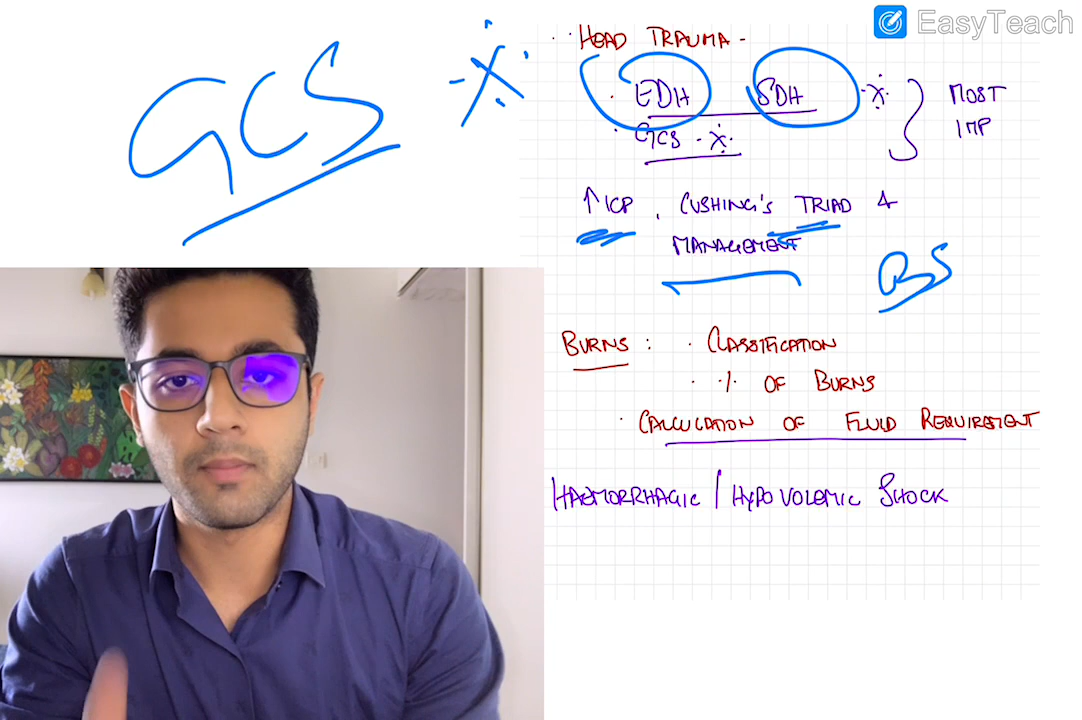 EasyTeach
GCS
HEAD TRAUMA -
· EDH SDH
MOST
IMP
· GCS
↑ICP, CUSHING'S TRIAD &
MANAGEMENT
BURNS : · CLASSIFICATION
· % OF BURNS
· CALCULATION OF FLUID REQUIREMENT
HAEMORRHAGIC / HYPOVOLEMIC SHOCK